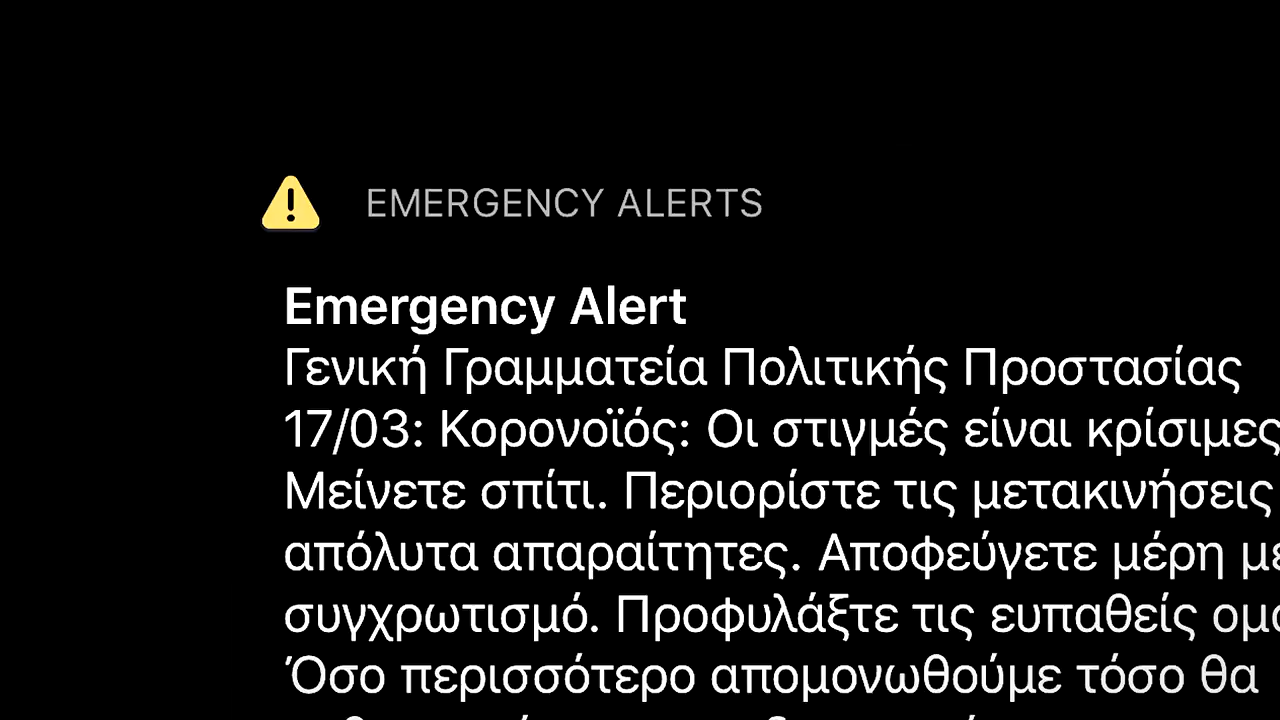 EMERGENCY ALERTS
Emergency Alert
Γενική Γραμματεία Πολιτικής Προστασίας
17/03: Κορονοϊός: Οι στιγμές είναι κρίσιμες
Μείνετε σπίτι. Περιορίστε τις μετακινήσεις
απόλυτα απαραίτητες. Αποφεύγετε μέρη με
συγχρωτισμό. Προφυλάξτε τις ευπαθείς
Όσο περισσότερο απομονωθούμε τόσο θα